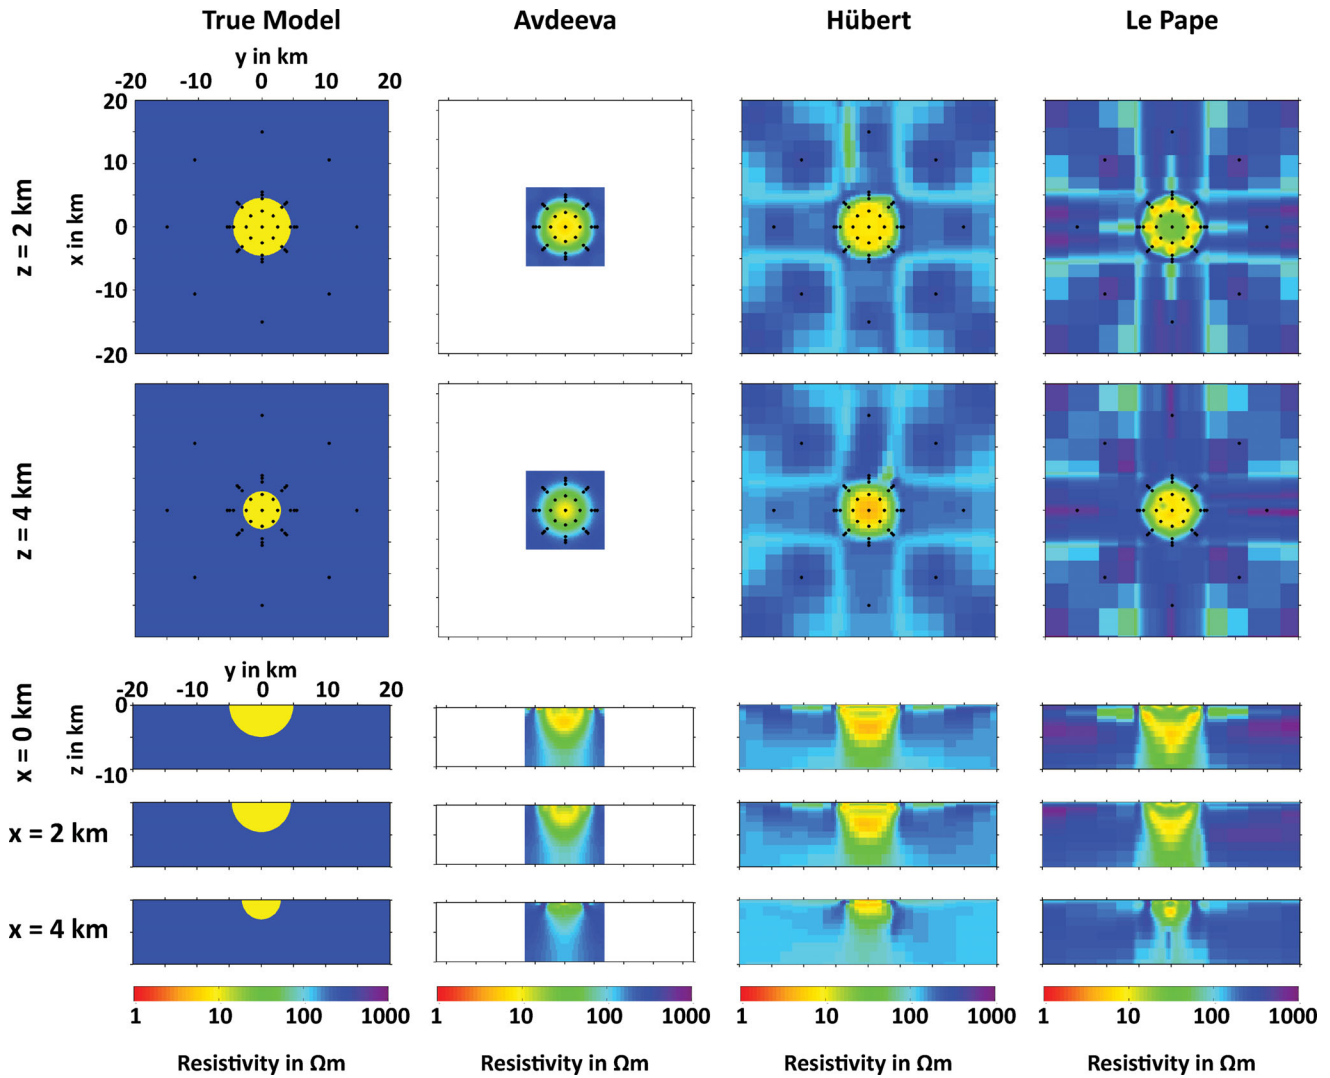 True Model Avdeeva Hübert Le Pape
y in km
-20 -10 0 10 20
z = 2 km
x in km
20
10
0
-10
-20
z = 4 km
y in km
-20 -10 0 10 20
x = 0 km
z in km
0
-10
x = 2 km
x = 4 km
1 10 100 1000 1 10 100 1000 1 10 100 1000 1 10 100 1000
Resistivity in Ωm Resistivity in Ωm Resistivity in Ωm Resistivity in Ωm